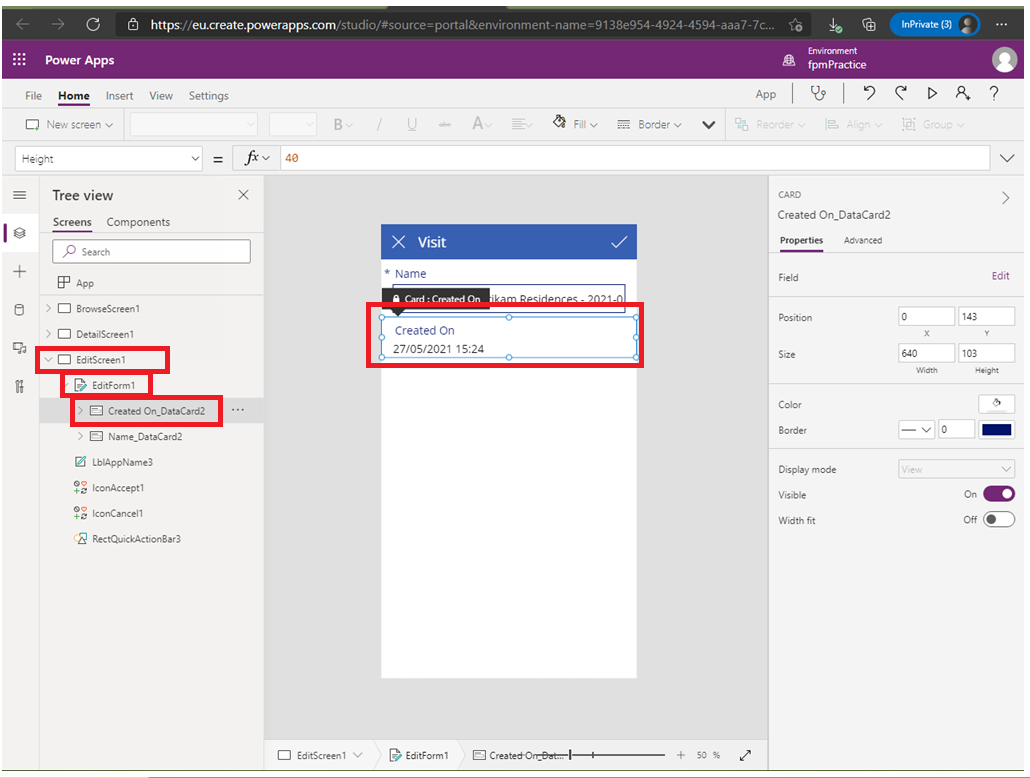 https://eu.create.powerapps.com/studio/#source=portal&environment-name=9138e954-4924-4594-aaa7-7c...
InPrivate (3)
Power Apps
Environment
fpmPractice
File Home Insert View Settings
App
New screen
B / U abc A Fill Border Reorder Align Group
Height = fx 40
Tree view
Screens Components
Search
App
BrowseScreen1
DetailScreen1
EditScreen1
EditForm1
Created On_DataCard2 ...
Name_DataCard2
LblAppName3
IconAccept1
IconCancel1
RectQuickActionBar3
Visit
* Name
Card : Created On
ikam Residences - 2021-0
Created On
27/05/2021 15:24
CARD
Created On_DataCard2
Properties Advanced
Field Edit
Position 0 143
X Y
Size 640 103
Width Height
Color
Border 0
Display mode View
Visible On
Width fit Off
EditScreen1 EditForm1 Created On_Dat... 50 %